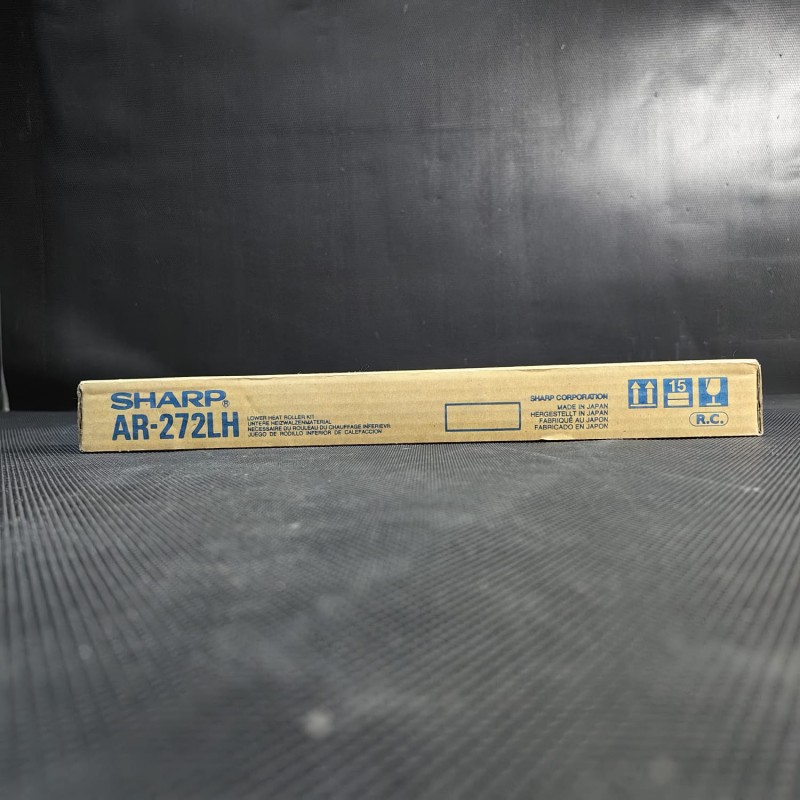 SHARP®
AR-272LH
LOWER HEAT ROLLER KIT
UNTERE HEIZWALZENMATERIAL
NECESSAIRE DU ROULEAU DU CHAUFFAGE INFERIEUR
JUEGO DE RODILLO INFERIOR DE CALEFACCION
SHARP CORPORATION
MADE IN JAPAN
HERGESTELLT IN JAPAN
FABRIQUÉ AU JAPON
FABRICADO EN JAPON
15
R.C.